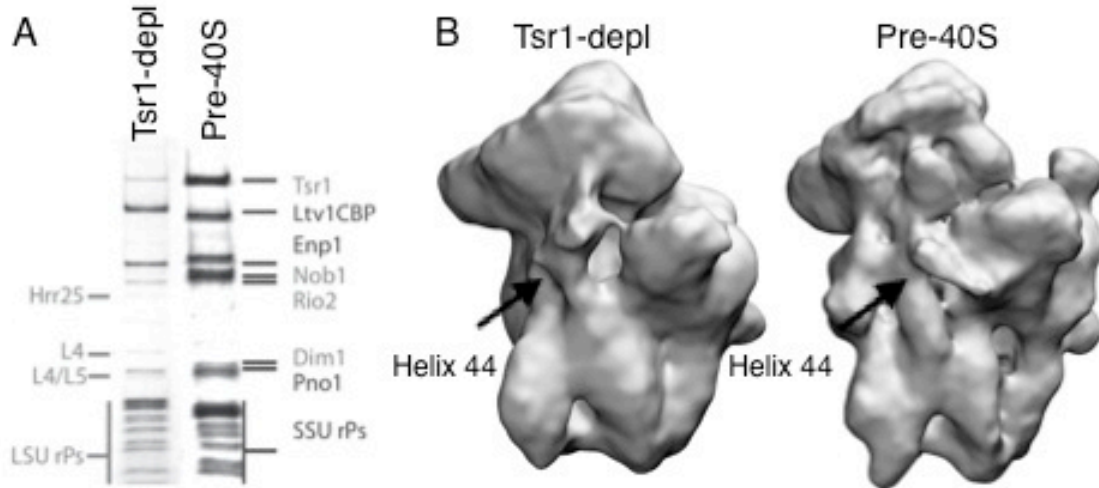 A
Tsr1-depl
Pre-40S
Tsr1
Ltv1CBP
Enp1
Nob1
Rio2
Hrr25
L4
L4/L5
Dim1
Pno1
LSU rPs
SSU rPs
B
Tsr1-depl
Pre-40S
Helix 44
Helix 44